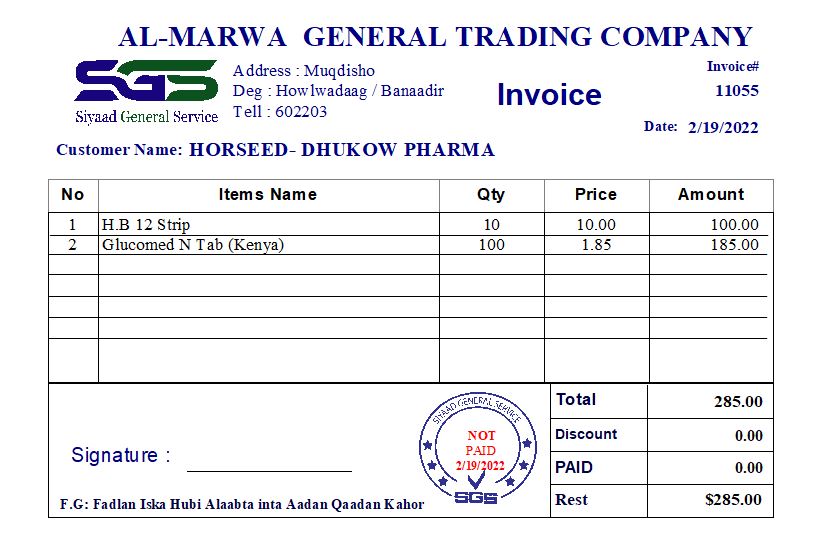 AL-MARWA GENERAL TRADING COMPANY
SGS
Siyaad General Service
Address : Muqdisho
Deg : Howlwadaag / Banaadir
Tell : 602203
Invoice
Invoice#
11055
Date: 2/19/2022
Customer Name: HORSEED- DHUKOW PHARMA
No Items Name Qty Price Amount
1 H.B 12 Strip 10 10.00 100.00
2 Glucomed N Tab (Kenya) 100 1.85 185.00
Total 285.00
Discount 0.00
PAID 0.00
Rest $285.00
SIYAAD GENERAL SERVICE
NOT
PAID
2/19/2022
SGS
Signature :
F.G: Fadlan Iska Hubi Alaabta inta Aadan Qaadan Kahor